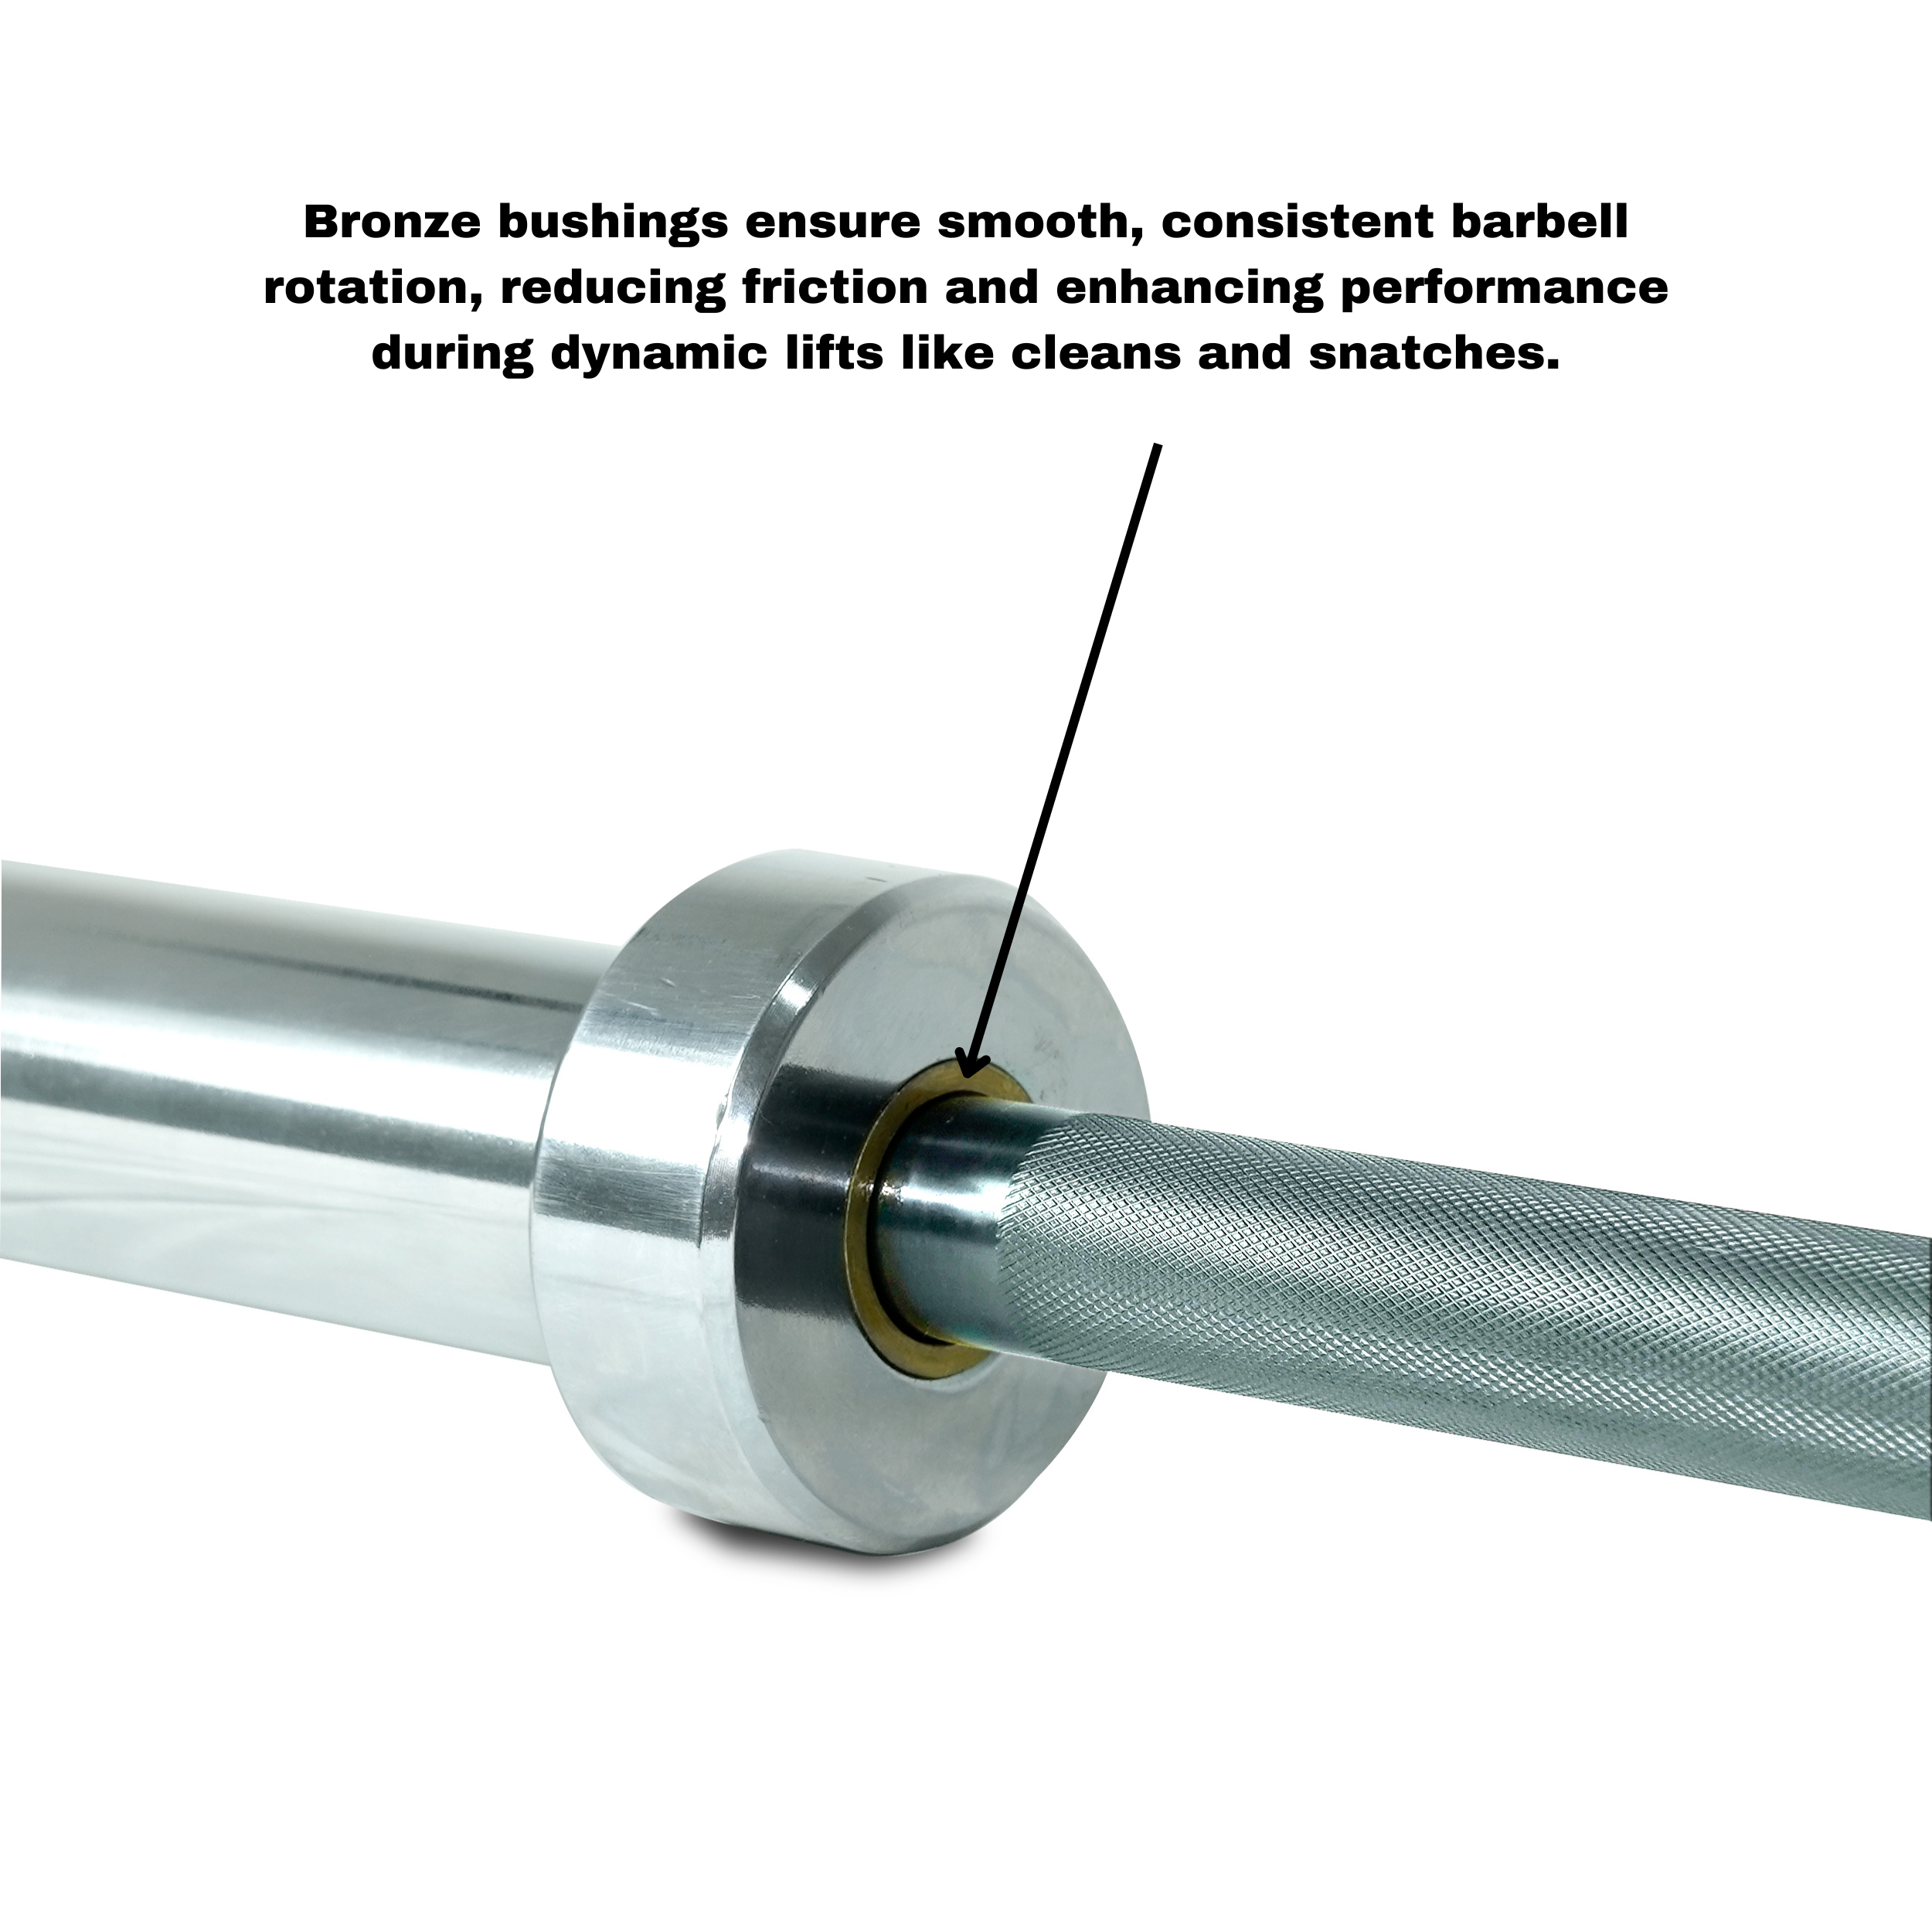 Bronze bushings ensure smooth, consistent barbell
rotation, reducing friction and enhancing performance
during dynamic lifts like cleans and snatches.